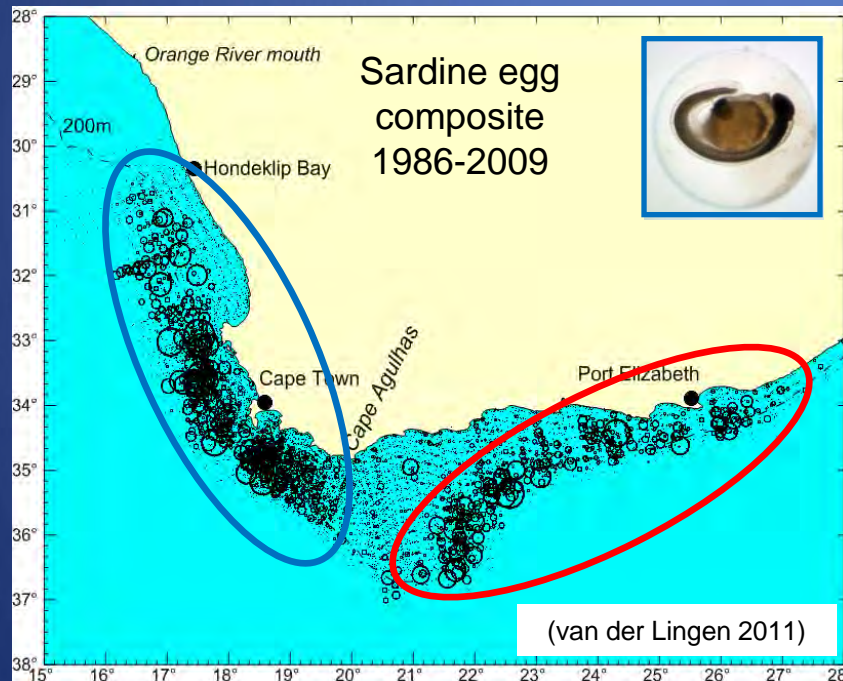 Sardine egg
composite
1986-2009
Orange River mouth
200m
Hondeklip Bay
Cape Town
Cape Agulhas
Port Elizabeth
(van der Lingen 2011)
28°
29°
30°
31°
32°
33°
34°
35°
36°
37°
38°
15° 16° 17° 18° 19° 20° 21° 22° 23° 24° 25° 26° 27° 28